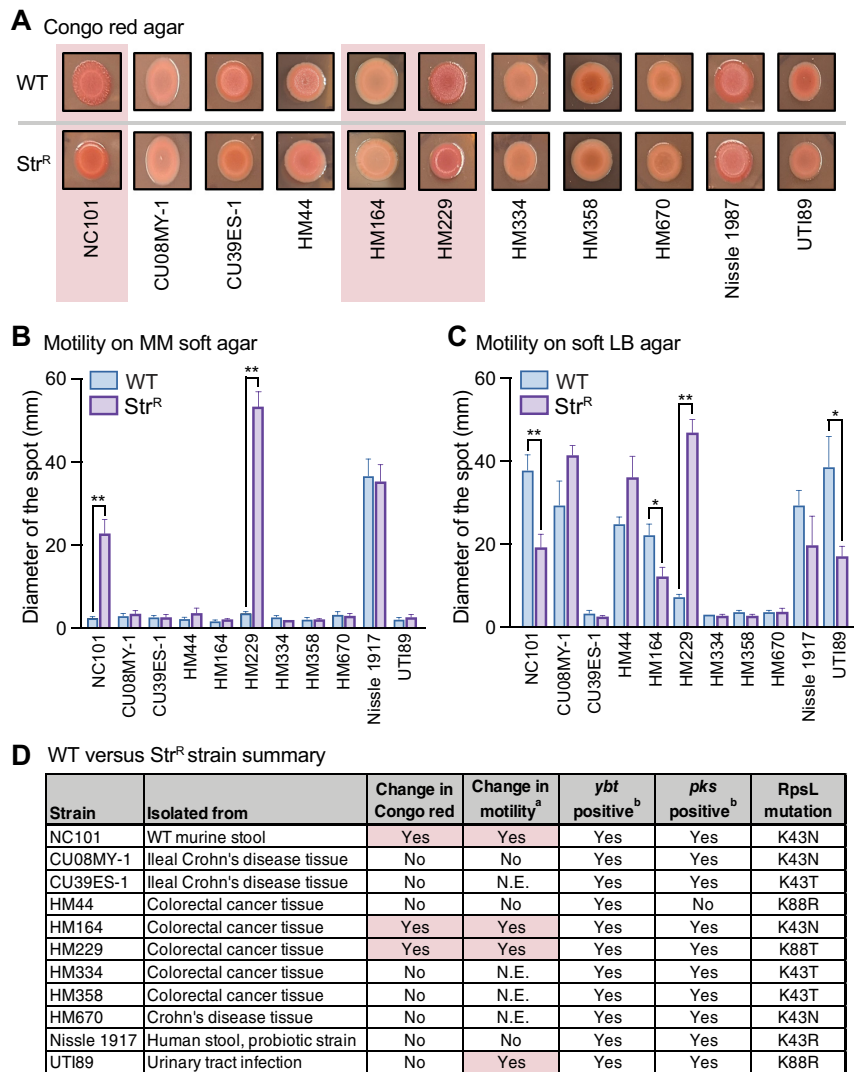 A Congo red agar
WT
StrR
NC101
CU08MY-1
CU39ES-1
HM44
HM164
HM229
HM334
HM358
HM670
Nissle 1987
UTI89
B Motility on MM soft agar
WT
StrR
Diameter of the spot (mm)
60
40
20
0
**
**
NC101
CU08MY-1
CU39ES-1
HM44
HM164
HM229
HM334
HM358
HM670
Nissle 1917
UTI89
C Motility on soft LB agar
WT
StrR
Diameter of the spot (mm)
60
40
20
0
**
*
**
*
NC101
CU08MY-1
CU39ES-1
HM44
HM164
HM229
HM334
HM358
HM670
Nissle 1917
UTI89
D WT versus StrR strain summary
Strain Isolated from Change in Congo red Change in motility a ybt positive b pks positive b RpsL mutation
NC101 WT murine stool Yes Yes Yes Yes K43N
CU08MY-1 Ileal Crohn's disease tissue No No Yes Yes K43N
CU39ES-1 Ileal Crohn's disease tissue No N.E. Yes Yes K43T
HM44 Colorectal cancer tissue No No Yes No K88R
HM164 Colorectal cancer tissue Yes Yes Yes Yes K43N
HM229 Colorectal cancer tissue Yes Yes Yes Yes K88T
HM334 Colorectal cancer tissue No N.E. Yes Yes K43T
HM358 Colorectal cancer tissue No N.E. Yes Yes K43T
HM670 Crohn's disease tissue No N.E. Yes Yes K43N
Nissle 1917 Human stool, probiotic strain No No Yes Yes K43R
UTI89 Urinary tract infection No Yes Yes Yes K88R